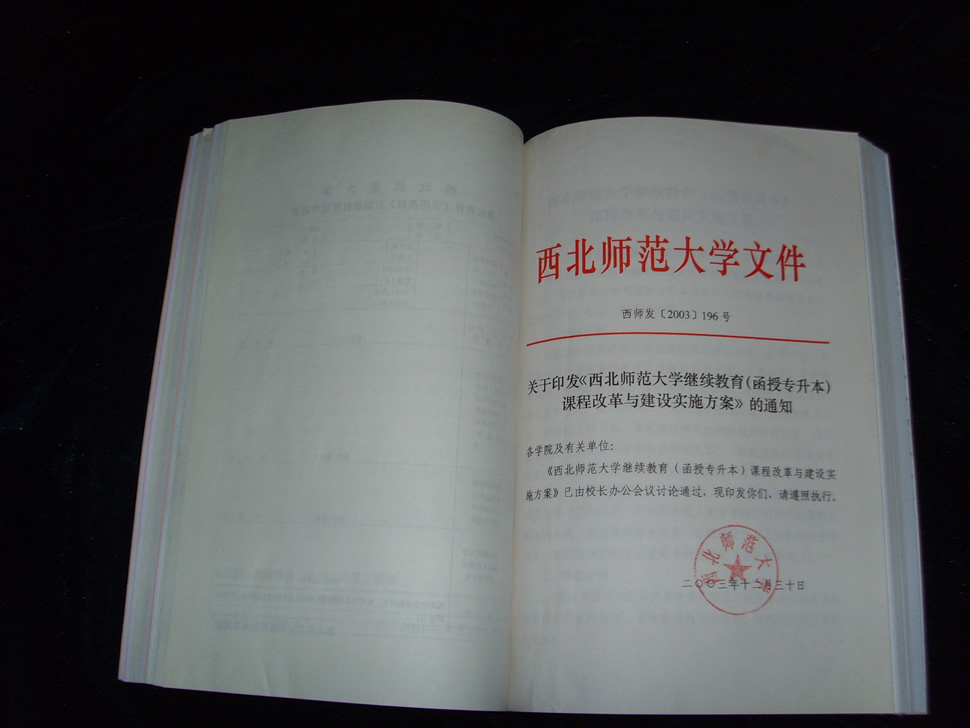 西北师范大学文件
西师发〔2003〕196号
关于印发《西北师范大学继续教育(函授专升本)
课程改革与建设实施方案》的通知
各学院及有关单位:
《西北师范大学继续教育(函授专升本)课程改革与建设实
施方案》已由校长办公会议讨论通过，现印发你们，请遵照执行。
西北师范大学
二〇〇三年十二月三十日